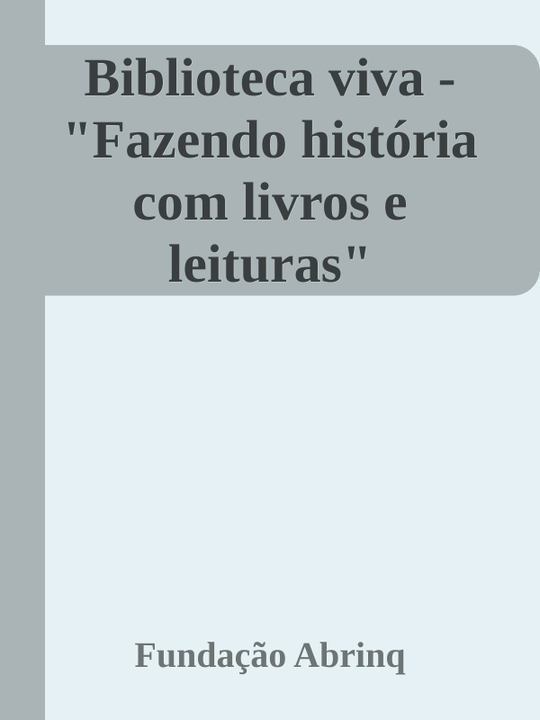 Biblioteca viva -
"Fazendo história
com livros e
leituras"
Fundação Abrinq